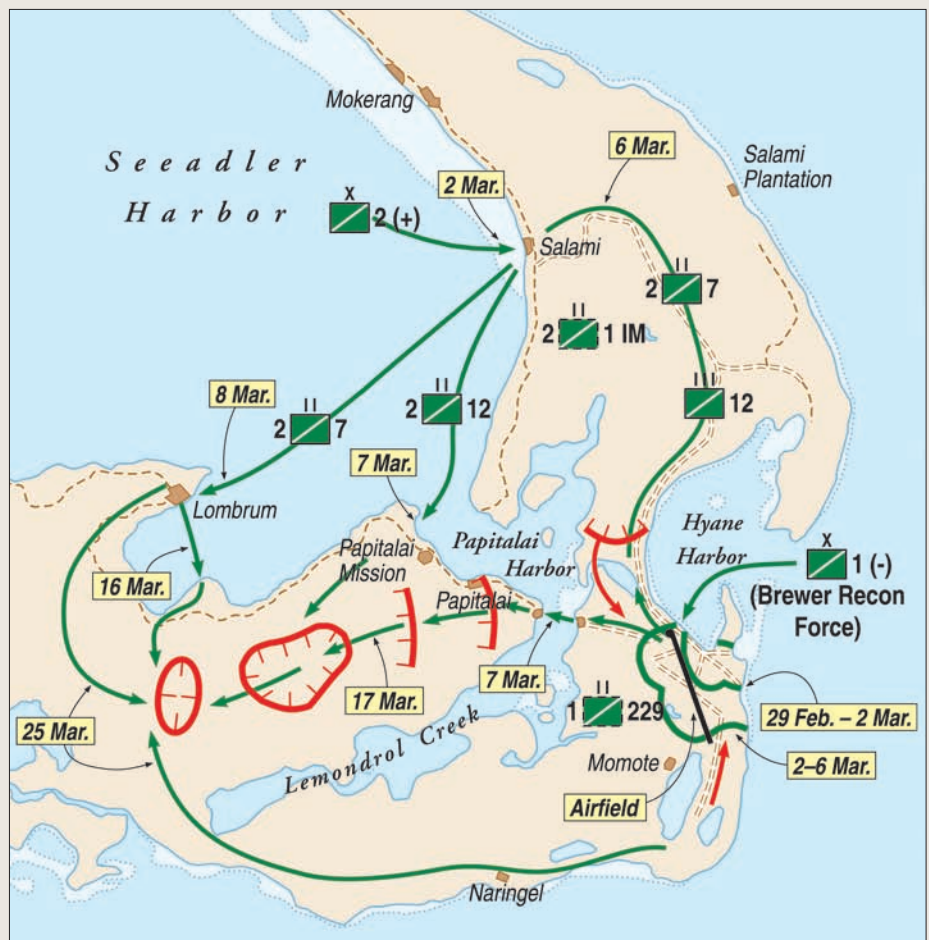 Mokerang
Seeadler
Harbor
6 Mar.
Salami
Plantation
2 Mar.
X
2 (+)
Salami
II
2 7
II
2 1 IM
8 Mar.
II
2 7
II
2 12
III
12
7 Mar.
Lombrum
Hyane
Harbor
Papitalai
Harbor
Papitalai
Mission
X
1 (-)
(Brewer Recon
Force)
16 Mar.
Papitalai
17 Mar.
7 Mar.
II
1 229
29 Feb. – 2 Mar.
25 Mar.
Lemondrol Creek
Momote
2–6 Mar.
Airfield
Naringel